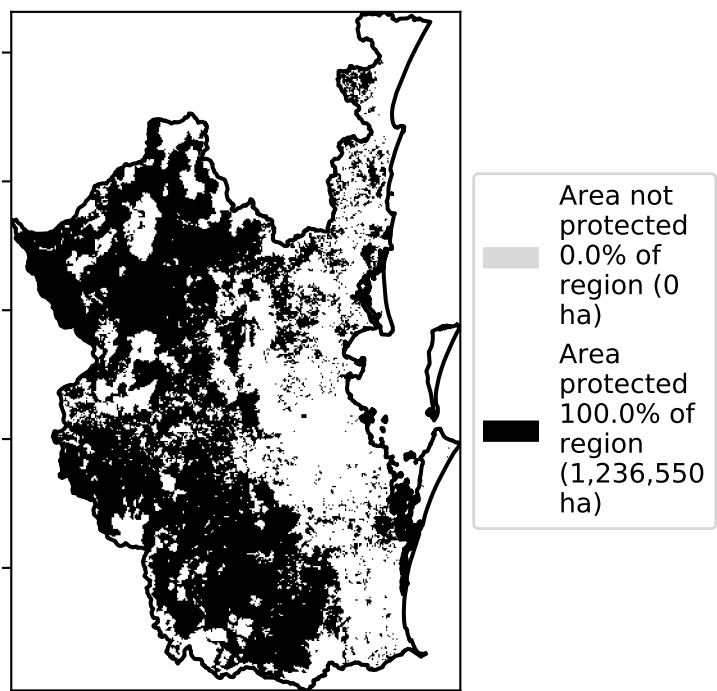 Area not
protected
0.0% of
region (0
ha)
Area
protected
100.0% of
region
(1,236,550
ha)